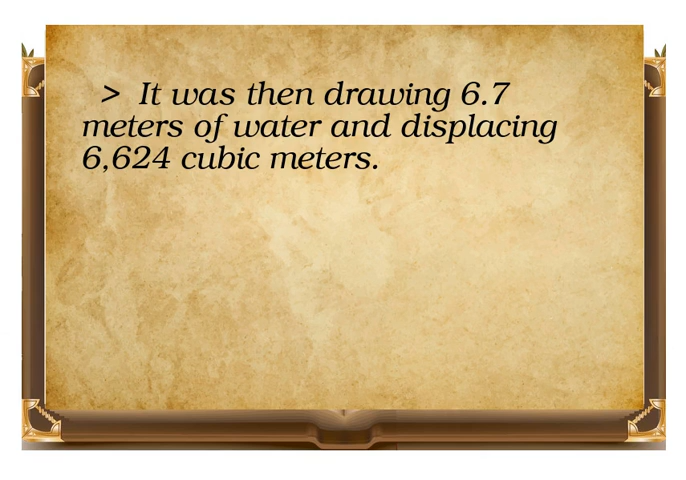 > It was then drawing 6.7
meters of water and displacing
6,624 cubic meters.